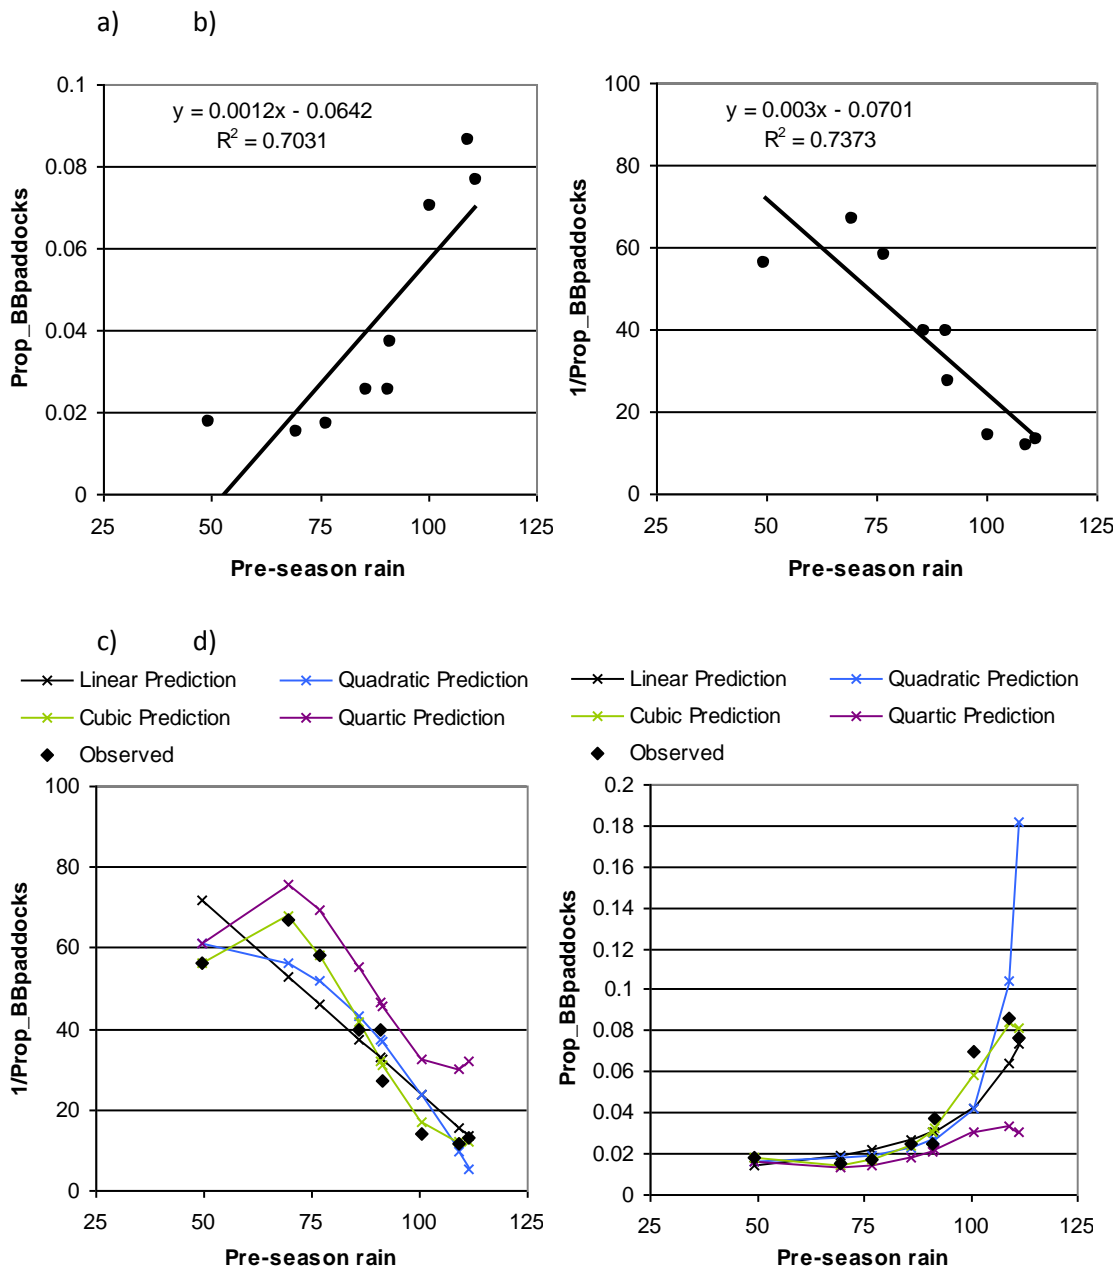 a) b)
y = 0.0012x - 0.0642
R² = 0.7031
Prop_BBpaddocks
0.1
0.08
0.06
0.04
0.02
0
25 50 75 100 125
Pre-season rain
y = 0.003x - 0.0701
R² = 0.7373
1/Prop_BBpaddocks
100
80
60
40
20
0
25 50 75 100 125
Pre-season rain
c) d)
Linear Prediction Quadratic Prediction
Cubic Prediction Quartic Prediction
Observed
1/Prop_BBpaddocks
100
80
60
40
20
0
25 50 75 100 125
Pre-season rain
Linear Prediction Quadratic Prediction
Cubic Prediction Quartic Prediction
Observed
Prop_BBpaddocks
0.2
0.18
0.16
0.14
0.12
0.1
0.08
0.06
0.04
0.02
0
25 50 75 100 125
Pre-season rain